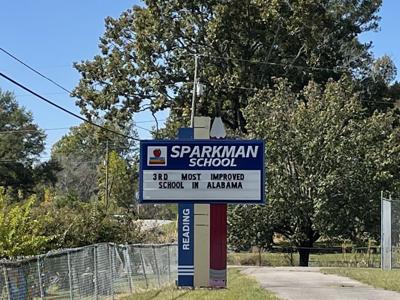 SPARKMAN
SCHOOL
3RD MOST IMPROVED
SCHOOL IN ALABAMA
READING